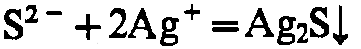 S²⁻ + 2Ag⁺ = Ag₂S↓